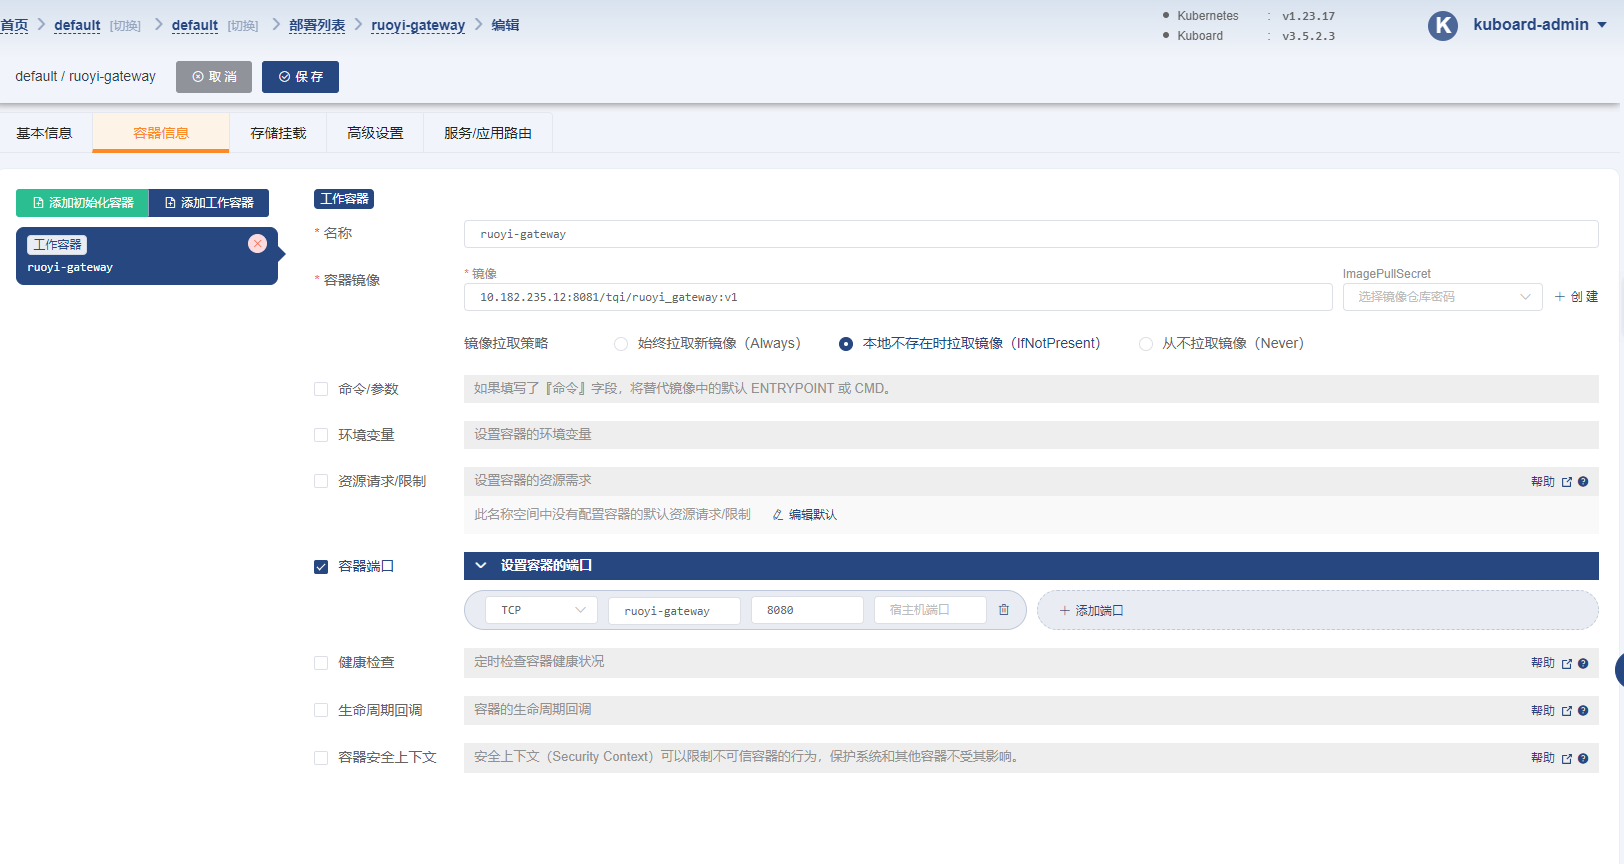 首页 default [切换] default [切换] 部署列表 ruoyi-gateway 编辑
Kubernetes : v1.23.17
Kuboard : v3.5.2.3
K kuboard-admin
default / ruoyi-gateway 取 消 保 存
基本信息 容器信息 存储挂载 高级设置 服务/应用路由
添加初始化容器 添加工作容器
工作容器
ruoyi-gateway
工作容器
* 名称 ruoyi-gateway
* 容器镜像 * 镜像 ImagePullSecret
10.182.235.12:8081/tqi/ruoyi_gateway:v1 选择镜像仓库密码 + 创 建
镜像拉取策略 始终拉取新镜像（Always） 本地不存在时拉取镜像（IfNotPresent） 从不拉取镜像（Never）
命令/参数 如果填写了『命令』字段，将替代镜像中的默认 ENTRYPOINT 或 CMD。
环境变量 设置容器的环境变量
资源请求/限制 设置容器的资源需求 帮助
此名称空间中没有配置容器的默认资源请求/限制 编辑默认
容器端口 设置容器的端口
TCP ruoyi-gateway 8080 宿主机端口 + 添加端口
健康检查 定时检查容器健康状况 帮助
生命周期回调 容器的生命周期回调 帮助
容器安全上下文 安全上下文（Security Context）可以限制不可信容器的行为，保护系统和其他容器不受其影响。 帮助